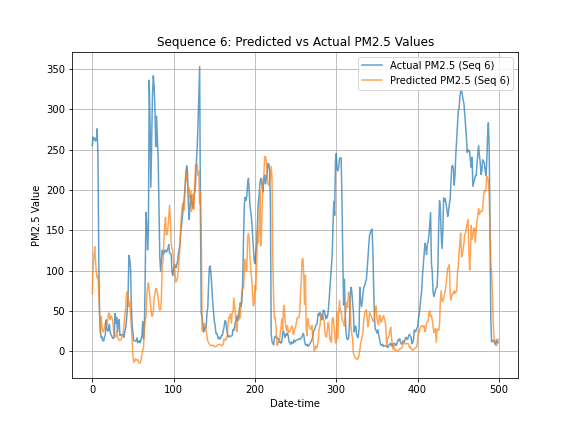 Sequence 6: Predicted vs Actual PM2.5 Values
Actual PM2.5 (Seq 6)
Predicted PM2.5 (Seq 6)
PM2.5 Value
350
300
250
200
150
100
50
0
0 100 200 300 400 500
Date-time